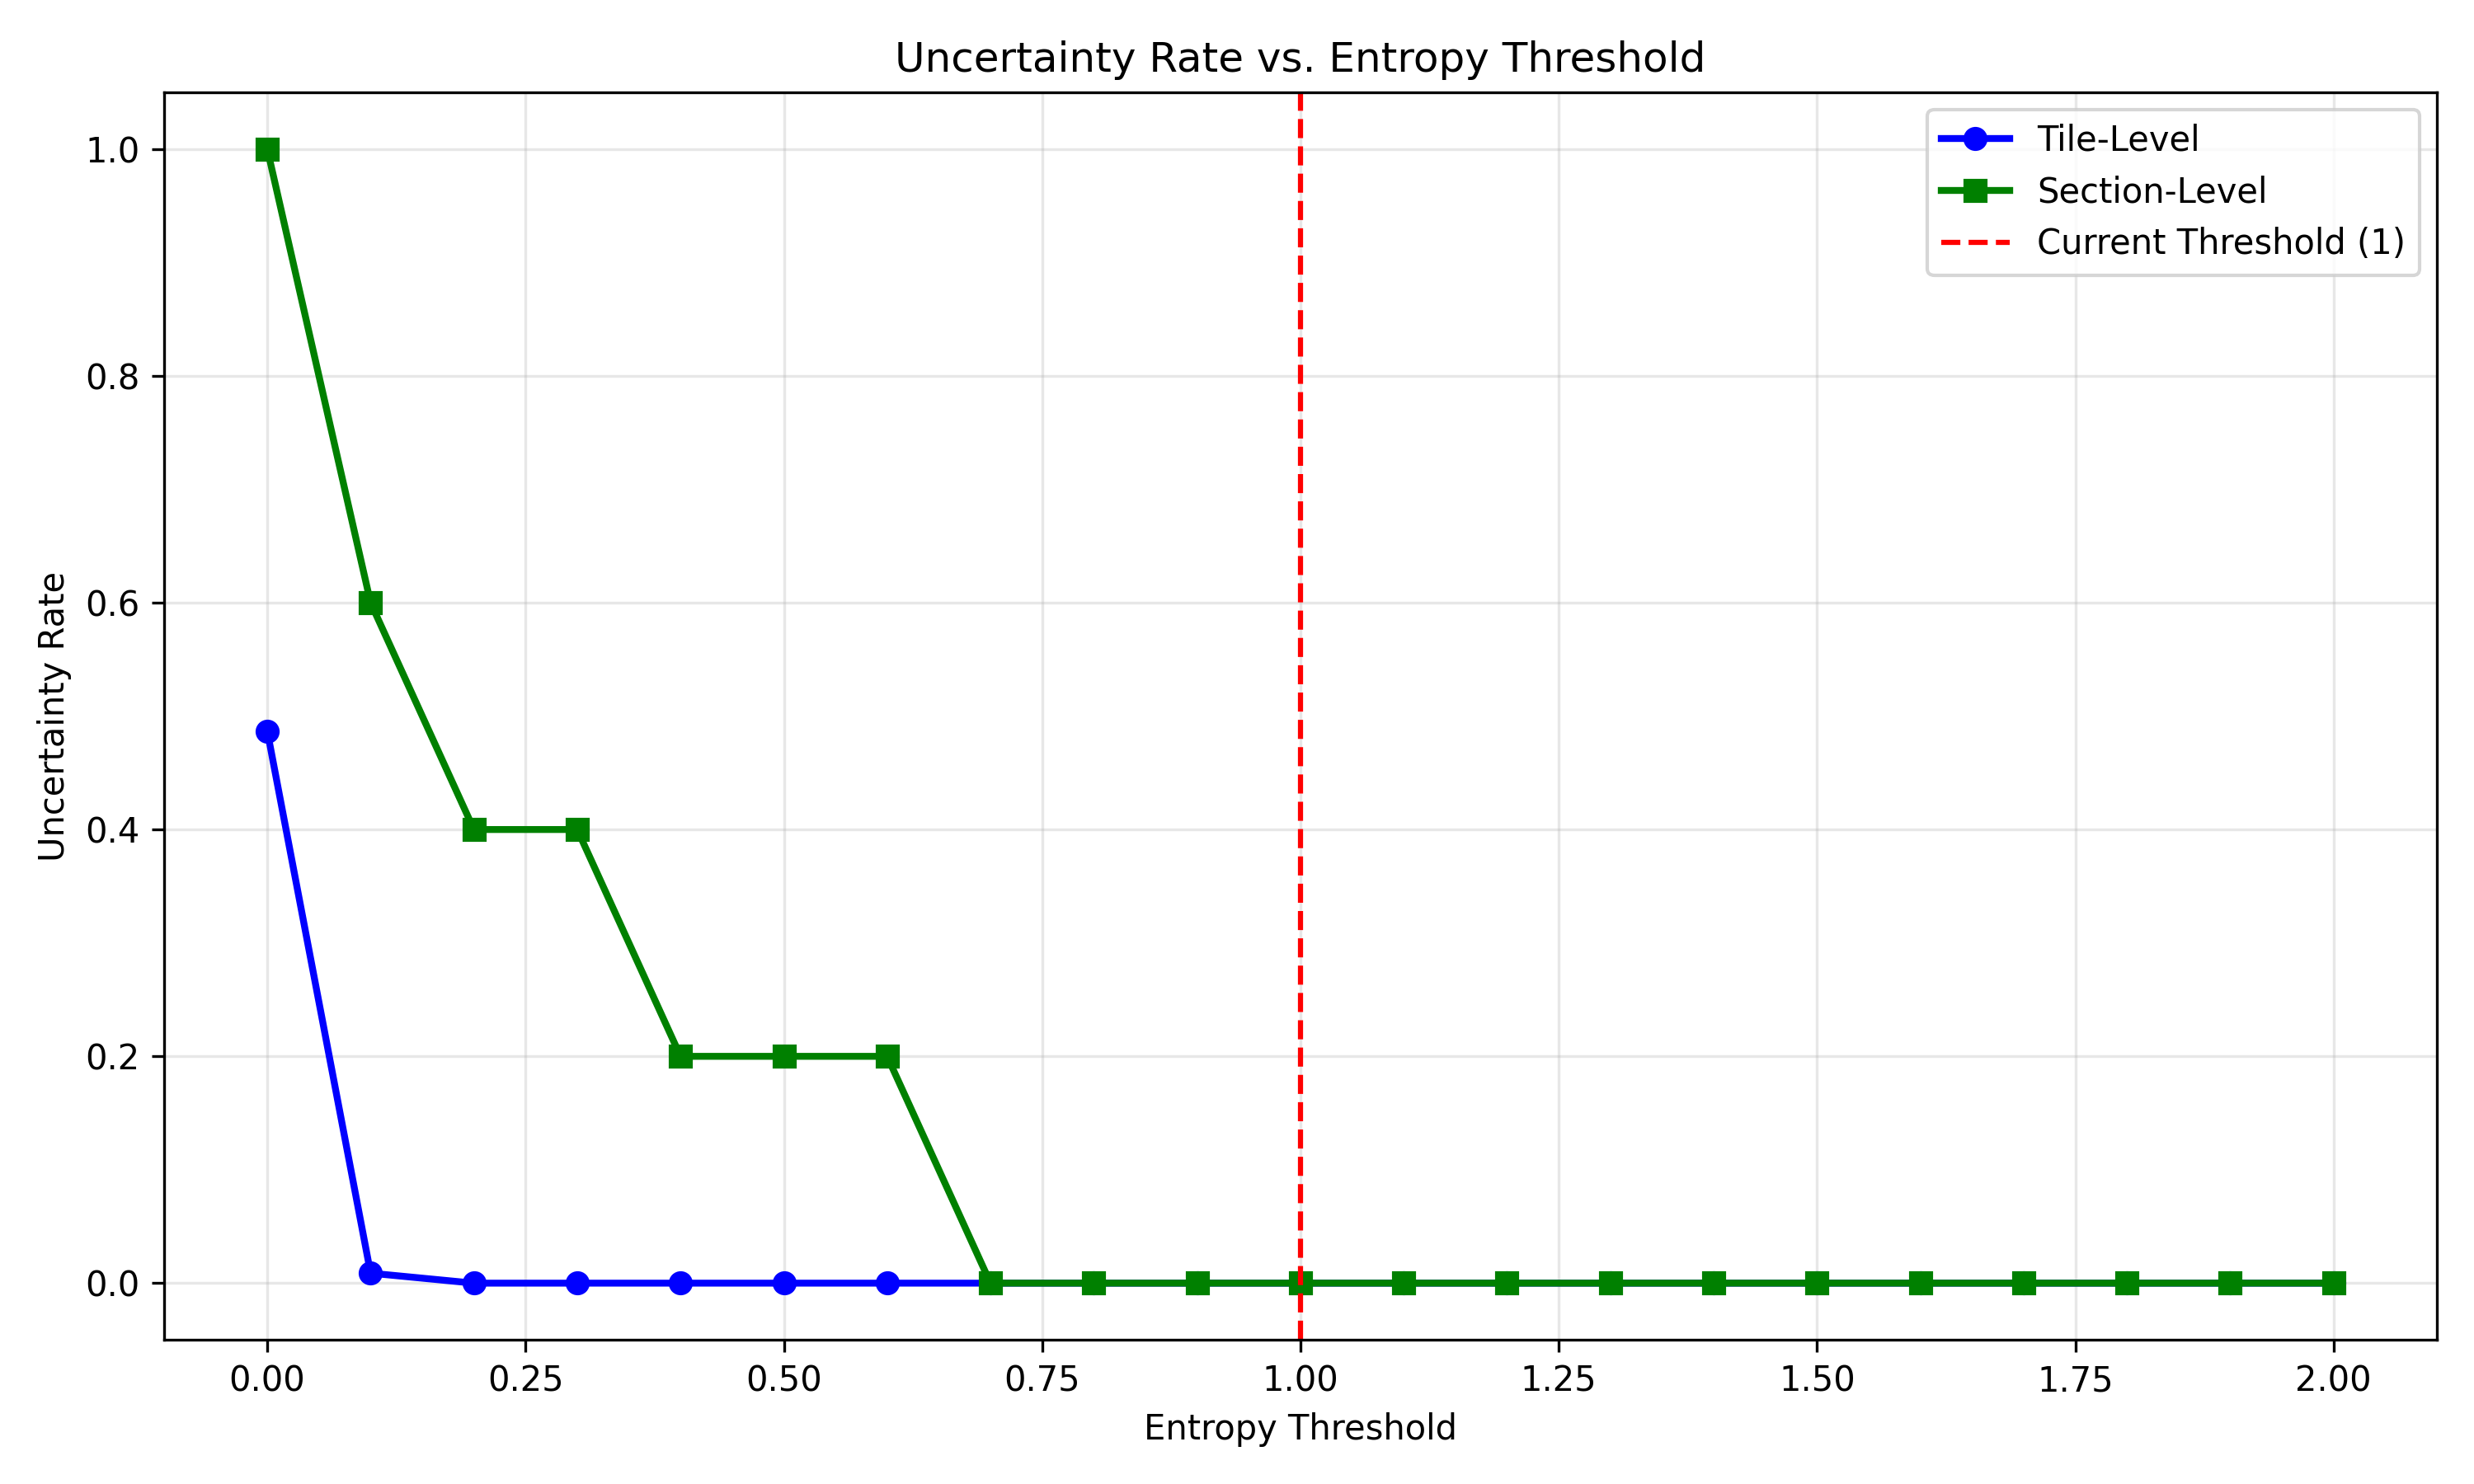 Uncertainty Rate vs. Entropy Threshold
Tile-Level
Section-Level
Current Threshold (1)
Uncertainty Rate
1.0
0.8
0.6
0.4
0.2
0.0
0.00 0.25 0.50 0.75 1.00 1.25 1.50 1.75 2.00
Entropy Threshold